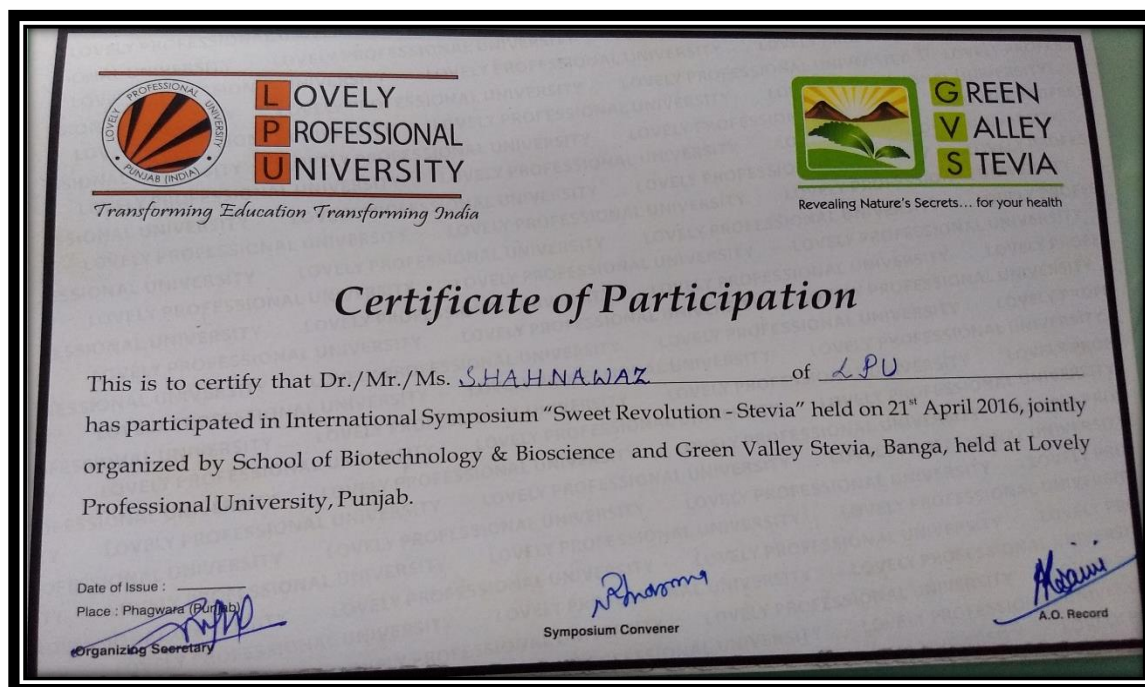 LOVELY PROFESSIONAL UNIVERSITY
PUNJAB (INDIA)
LOVELY
PROFESSIONAL
UNIVERSITY
Transforming Education Transforming India
GREEN
VALLEY
STEVIA
Revealing Nature's Secrets... for your health
Certificate of Participation
This is to certify that Dr./Mr./Ms. SHAHNAWAZ of LPU
has participated in International Symposium “Sweet Revolution - Stevia” held on 21st April 2016, jointly
organized by School of Biotechnology & Bioscience and Green Valley Stevia, Banga, held at Lovely
Professional University, Punjab.
Date of Issue :
Place : Phagwara (Punjab)
Organizing Secretary
Symposium Convener
A.O. Record